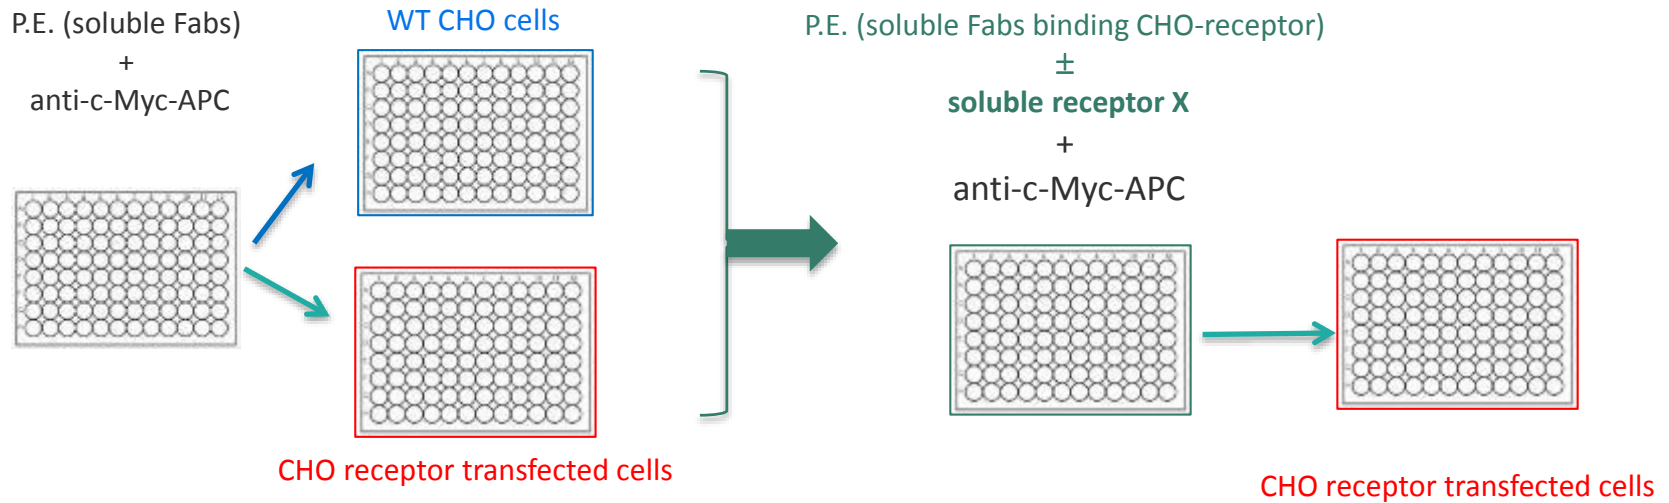 P.E. (soluble Fabs)
+
anti-c-Myc-APC
WT CHO cells
CHO receptor transfected cells
P.E. (soluble Fabs binding CHO-receptor)
±
soluble receptor X
+
anti-c-Myc-APC
CHO receptor transfected cells